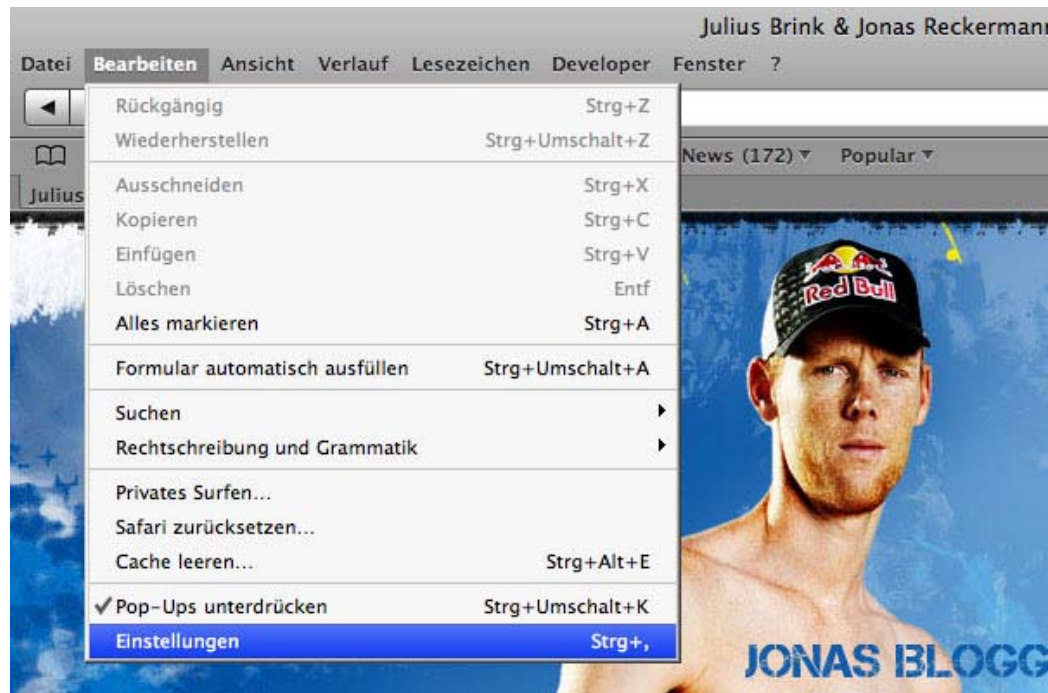 Julius Brink & Jonas Reckermann
Datei Bearbeiten Ansicht Verlauf Lesezeichen Developer Fenster ?
News (172) Popular
Julius
Rückgängig Strg+Z
Wiederherstellen Strg+Umschalt+Z
Ausschneiden Strg+X
Kopieren Strg+C
Einfügen Strg+V
Löschen Entf
Alles markieren Strg+A
Formular automatisch ausfüllen Strg+Umschalt+A
Suchen
Rechtschreibung und Grammatik
Privates Surfen...
Safari zurücksetzen...
Cache leeren... Strg+Alt+E
Pop-Ups unterdrücken Strg+Umschalt+K
Einstellungen Strg+,
Red Bull
JONAS BLOGG